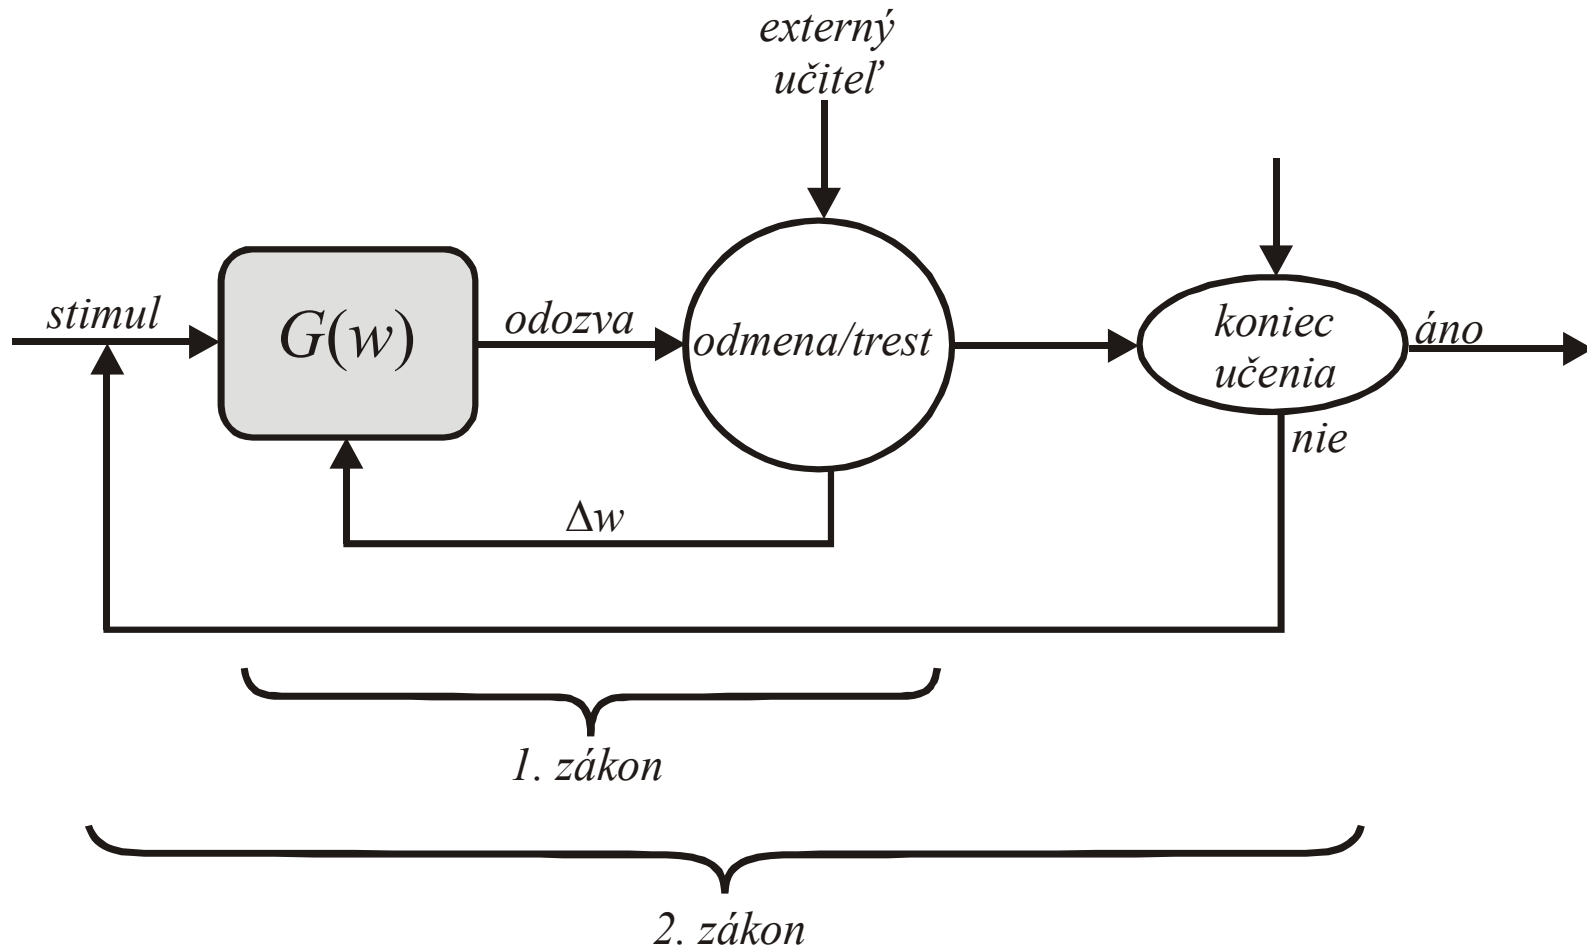 externý
učiteľ
stimul
G(w)
odozva
odmena/trest
koniec
učenia
áno
nie
Δw
1. zákon
2. zákon